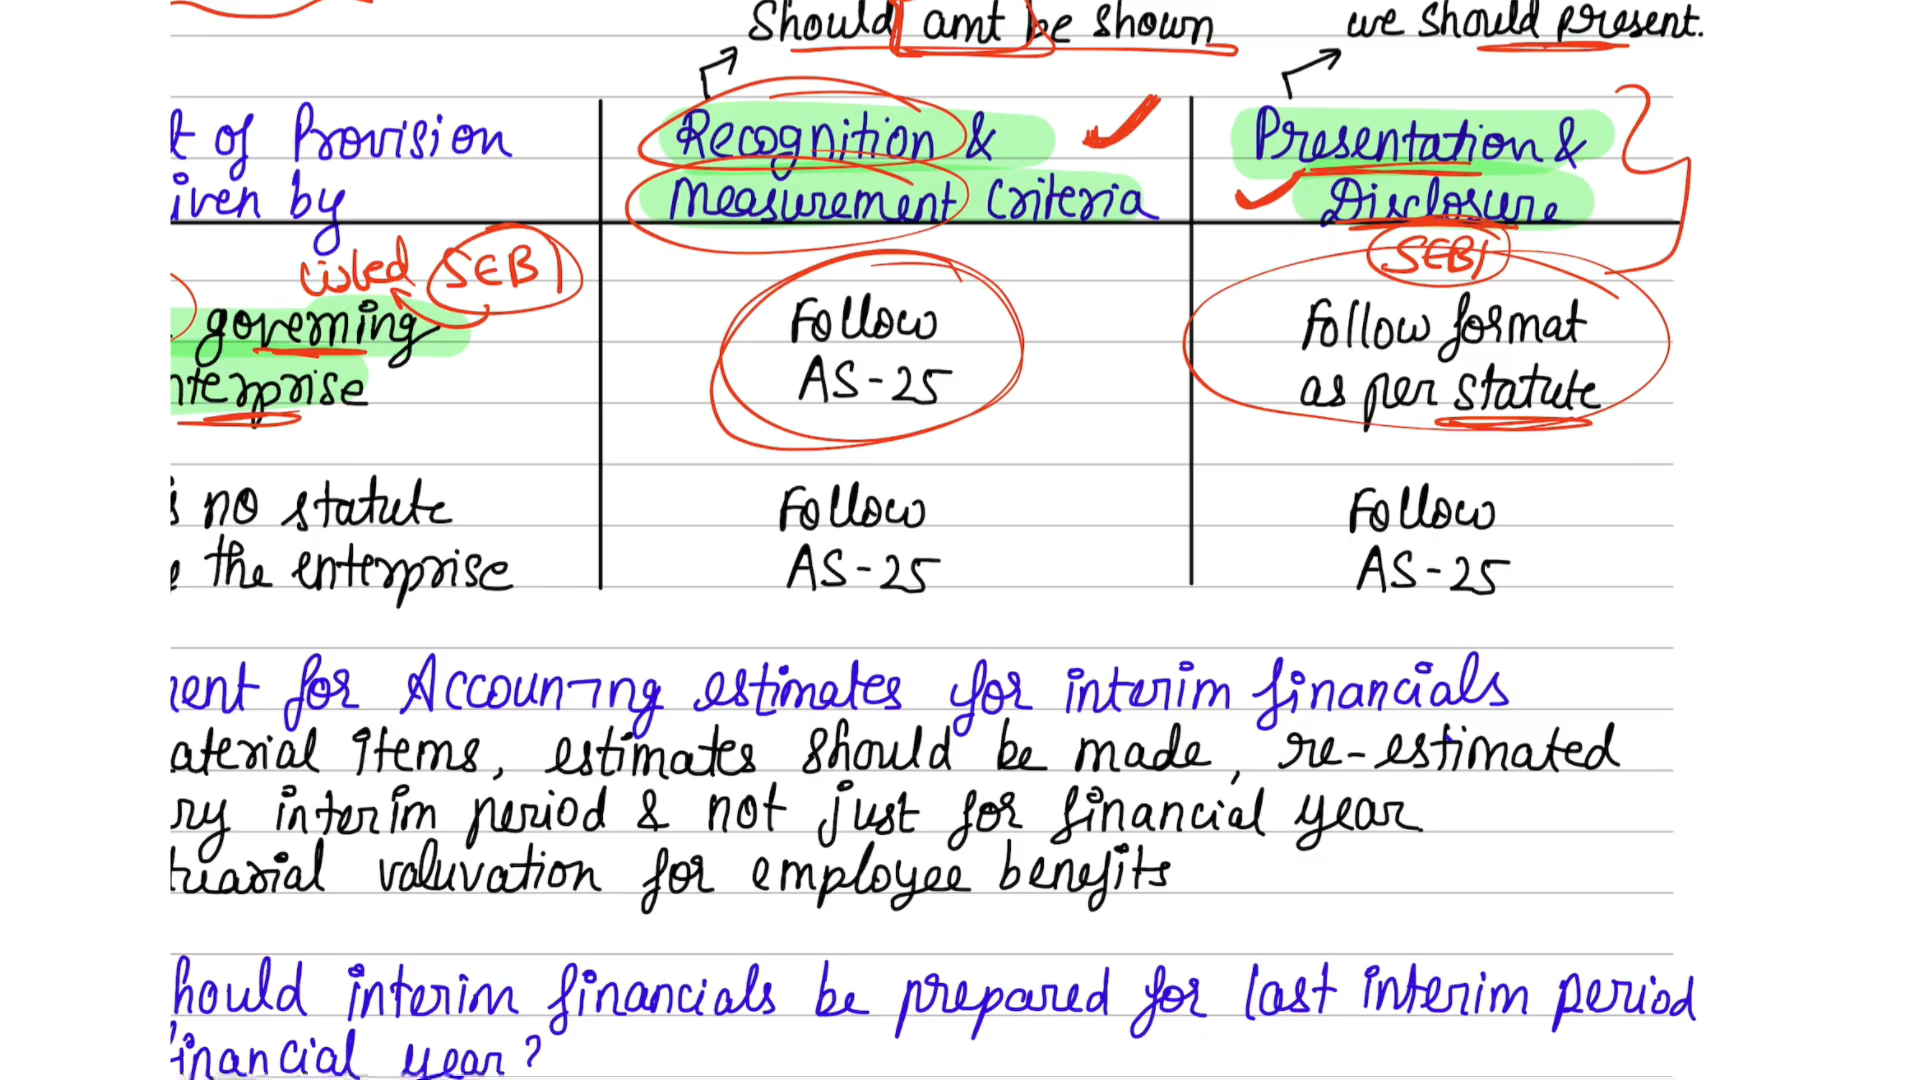 Should amt be shown we should present.
t of Provision Recognition & Presentation &
iven by Measurement Criteria Disclosure
Listed SEBI SEBI
governing Follow Follow format
nterprise AS-25 as per statute
s no statute Follow Follow
e the enterprise AS-25 AS-25
ent for Accounting estimates for interim financials
aterial items, estimates should be made, re-estimated
ry interim period & not just for financial year
tuarial valuvation for employee benefits
hould interim financials be prepared for last interim period
financial year?